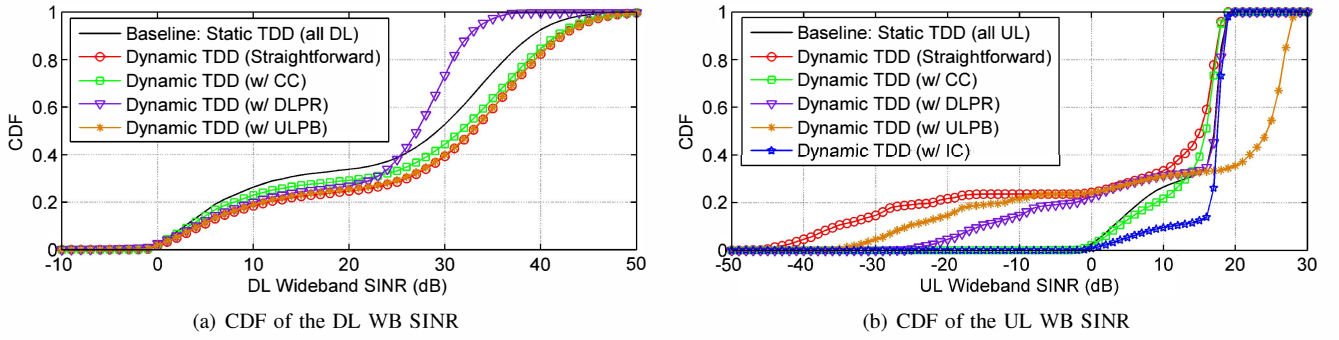 1
0.8
0.6
0.4
0.2
0
CDF
Baseline: Static TDD (all DL)
Dynamic TDD (Straightforward)
Dynamic TDD (w/ CC)
Dynamic TDD (w/ DLPR)
Dynamic TDD (w/ ULPB)
-10 0 10 20 30 40 50
DL Wideband SINR (dB)
(a) CDF of the DL WB SINR
1
0.8
0.6
0.4
0.2
0
CDF
Baseline: Static TDD (all UL)
Dynamic TDD (Straightforward)
Dynamic TDD (w/ CC)
Dynamic TDD (w/ DLPR)
Dynamic TDD (w/ ULPB)
Dynamic TDD (w/ IC)
-50 -40 -30 -20 -10 0 10 20 30
UL Wideband SINR (dB)
(b) CDF of the UL WB SINR